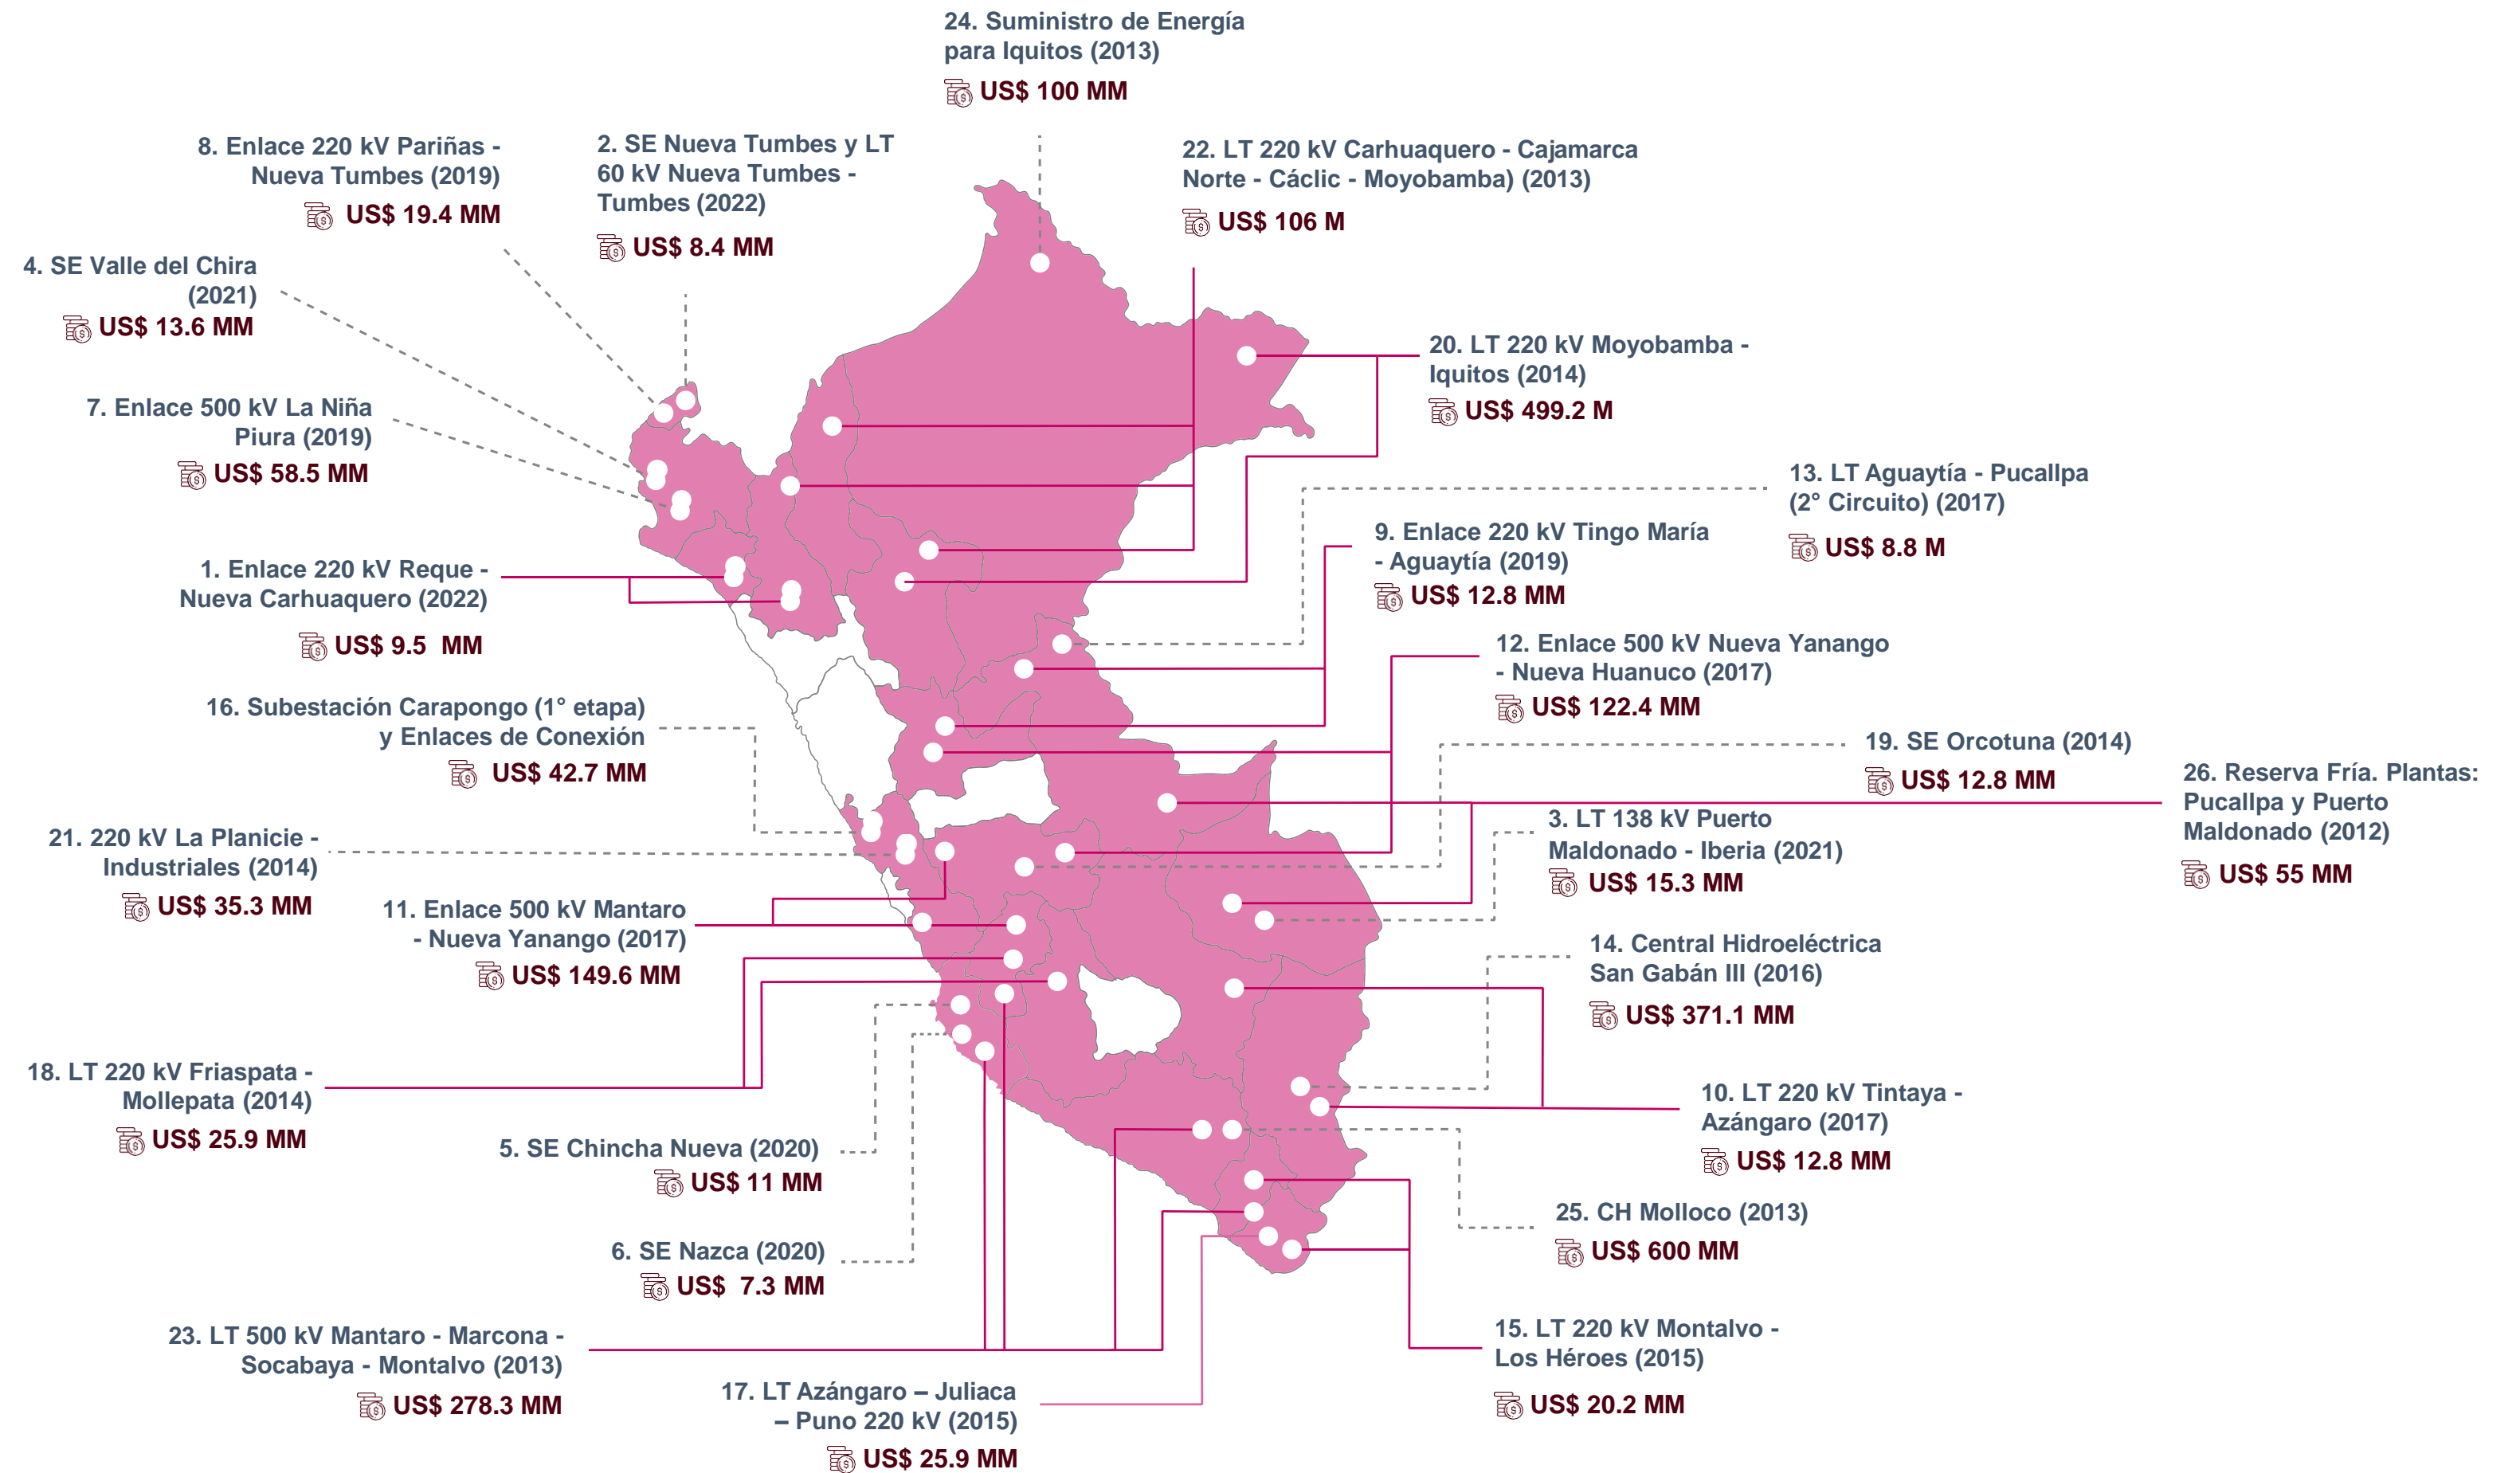 24. Suministro de Energía
para Iquitos (2013)
US$ 100 MM
8. Enlace 220 kV Pariñas -
Nueva Tumbes (2019)
US$ 19.4 MM
2. SE Nueva Tumbes y LT
60 kV Nueva Tumbes -
Tumbes (2022)
US$ 8.4 MM
22. LT 220 kV Carhuaquero - Cajamarca
Norte - Cáclic - Moyobamba) (2013)
US$ 106 M
4. SE Valle del Chira
(2021)
US$ 13.6 MM
20. LT 220 kV Moyobamba -
Iquitos (2014)
US$ 499.2 M
7. Enlace 500 kV La Niña
Piura (2019)
US$ 58.5 MM
13. LT Aguaytía - Pucallpa
(2° Circuito) (2017)
US$ 8.8 M
9. Enlace 220 kV Tingo María
- Aguaytía (2019)
US$ 12.8 MM
1. Enlace 220 kV Reque -
Nueva Carhuaquero (2022)
US$ 9.5 MM
12. Enlace 500 kV Nueva Yanango
- Nueva Huanuco (2017)
US$ 122.4 MM
16. Subestación Carapongo (1° etapa)
y Enlaces de Conexión
US$ 42.7 MM
19. SE Orcotuna (2014)
US$ 12.8 MM
26. Reserva Fría. Plantas:
Pucallpa y Puerto
Maldonado (2012)
US$ 55 MM
21. 220 kV La Planicie -
Industriales (2014)
US$ 35.3 MM
3. LT 138 kV Puerto
Maldonado - Iberia (2021)
US$ 15.3 MM
11. Enlace 500 kV Mantaro
- Nueva Yanango (2017)
US$ 149.6 MM
14. Central Hidroeléctrica
San Gabán III (2016)
US$ 371.1 MM
18. LT 220 kV Friaspata -
Mollepata (2014)
US$ 25.9 MM
10. LT 220 kV Tintaya -
Azángaro (2017)
US$ 12.8 MM
5. SE Chincha Nueva (2020)
US$ 11 MM
25. CH Molloco (2013)
US$ 600 MM
6. SE Nazca (2020)
US$ 7.3 MM
23. LT 500 kV Mantaro - Marcona -
Socabaya - Montalvo (2013)
US$ 278.3 MM
15. LT 220 kV Montalvo -
Los Héroes (2015)
US$ 20.2 MM
17. LT Azángaro – Juliaca
– Puno 220 kV (2015)
US$ 25.9 MM